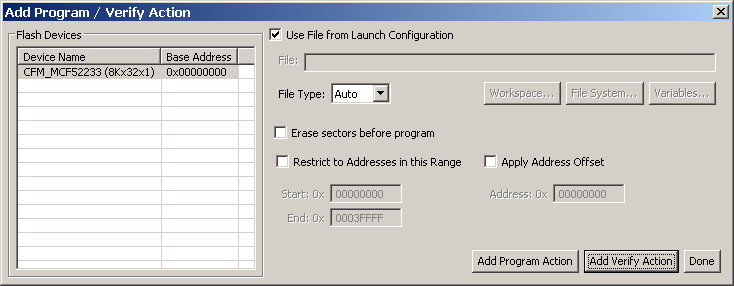 Add Program / Verify Action
Flash Devices
Device Name Base Address
CFM_MCF52233 (8Kx32x1) 0x00000000
Use File from Launch Configuration
File:
File Type: Auto
Workspace... File System... Variables...
Erase sectors before program
Restrict to Addresses in this Range Apply Address Offset
Start: 0x 00000000 Address: 0x 00000000
End: 0x 0003FFFF
Add Program Action Add Verify Action Done